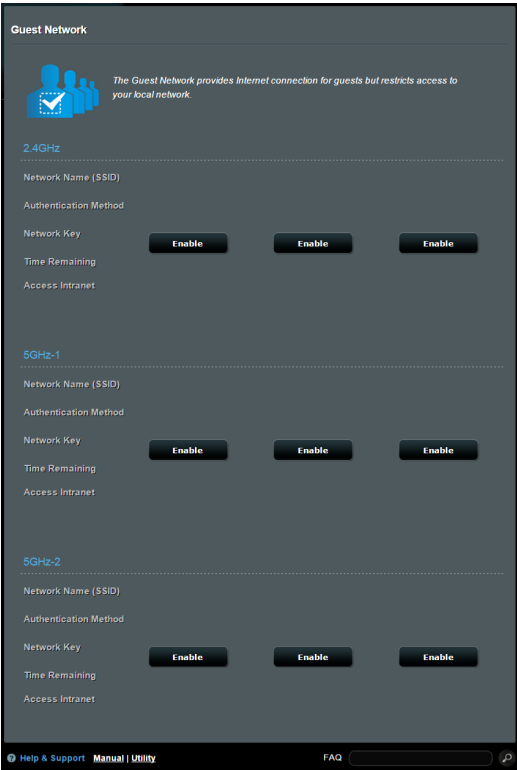 Guest Network
The Guest Network provides Internet connection for guests but restricts access to
your local network.
2.4GHz
Network Name (SSID)
Authentication Method
Network Key
Enable Enable Enable
Time Remaining
Access Intranet
5GHz-1
Network Name (SSID)
Authentication Method
Network Key
Enable Enable Enable
Time Remaining
Access Intranet
5GHz-2
Network Name (SSID)
Authentication Method
Network Key
Enable Enable Enable
Time Remaining
Access Intranet
Help & Support Manual | Utility FAQ